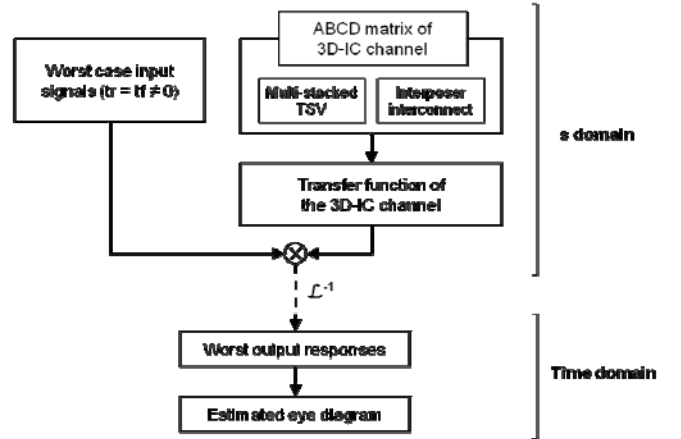 ABCD matrix of
3D-IC channel
Worst case input
signals (tr = tf ≠ 0)
Multi-stacked
TSV
Interposer
interconnect
s domain
Transfer function of
the 3D-IC channel
ℒ⁻¹
Worst output responses
Time domain
Estimated eye diagram